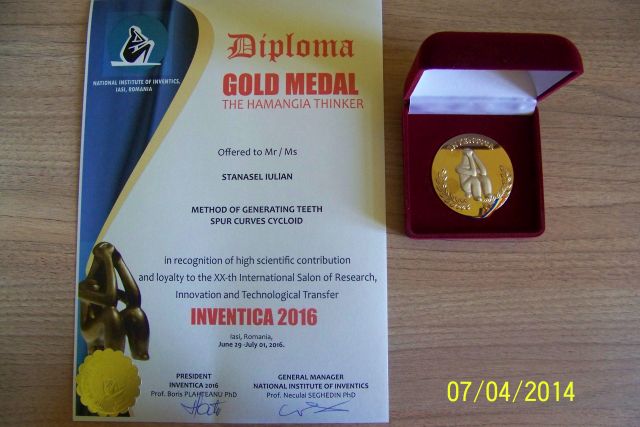 NATIONAL INSTITUTE OF INVENTICS,
IASI, ROMANIA
Diploma
GOLD MEDAL
THE HAMANGIA THINKER
Offered to Mr / Ms
STANASEL IULIAN
METHOD OF GENERATING TEETH
SPUR CURVES CYCLOID
in recognition of high scientific contribution
and loyalty to the XX-th International Salon of Research,
Innovation and Technological Transfer
INVENTICA 2016
Iasi, Romania,
June 29 -July 01, 2016.
PRESIDENT
INVENTICA 2016
Prof. Boris PLAHTEANU PhD
GENERAL MANAGER
NATIONAL INSTITUTE OF INVENTICS
Prof. Neculai SEGHEDIN PhD
07/04/2014